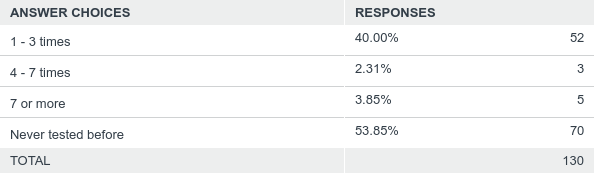 ANSWER CHOICES RESPONSES
1 - 3 times 40.00% 52
4 - 7 times 2.31% 3
7 or more 3.85% 5
Never tested before 53.85% 70
TOTAL 130